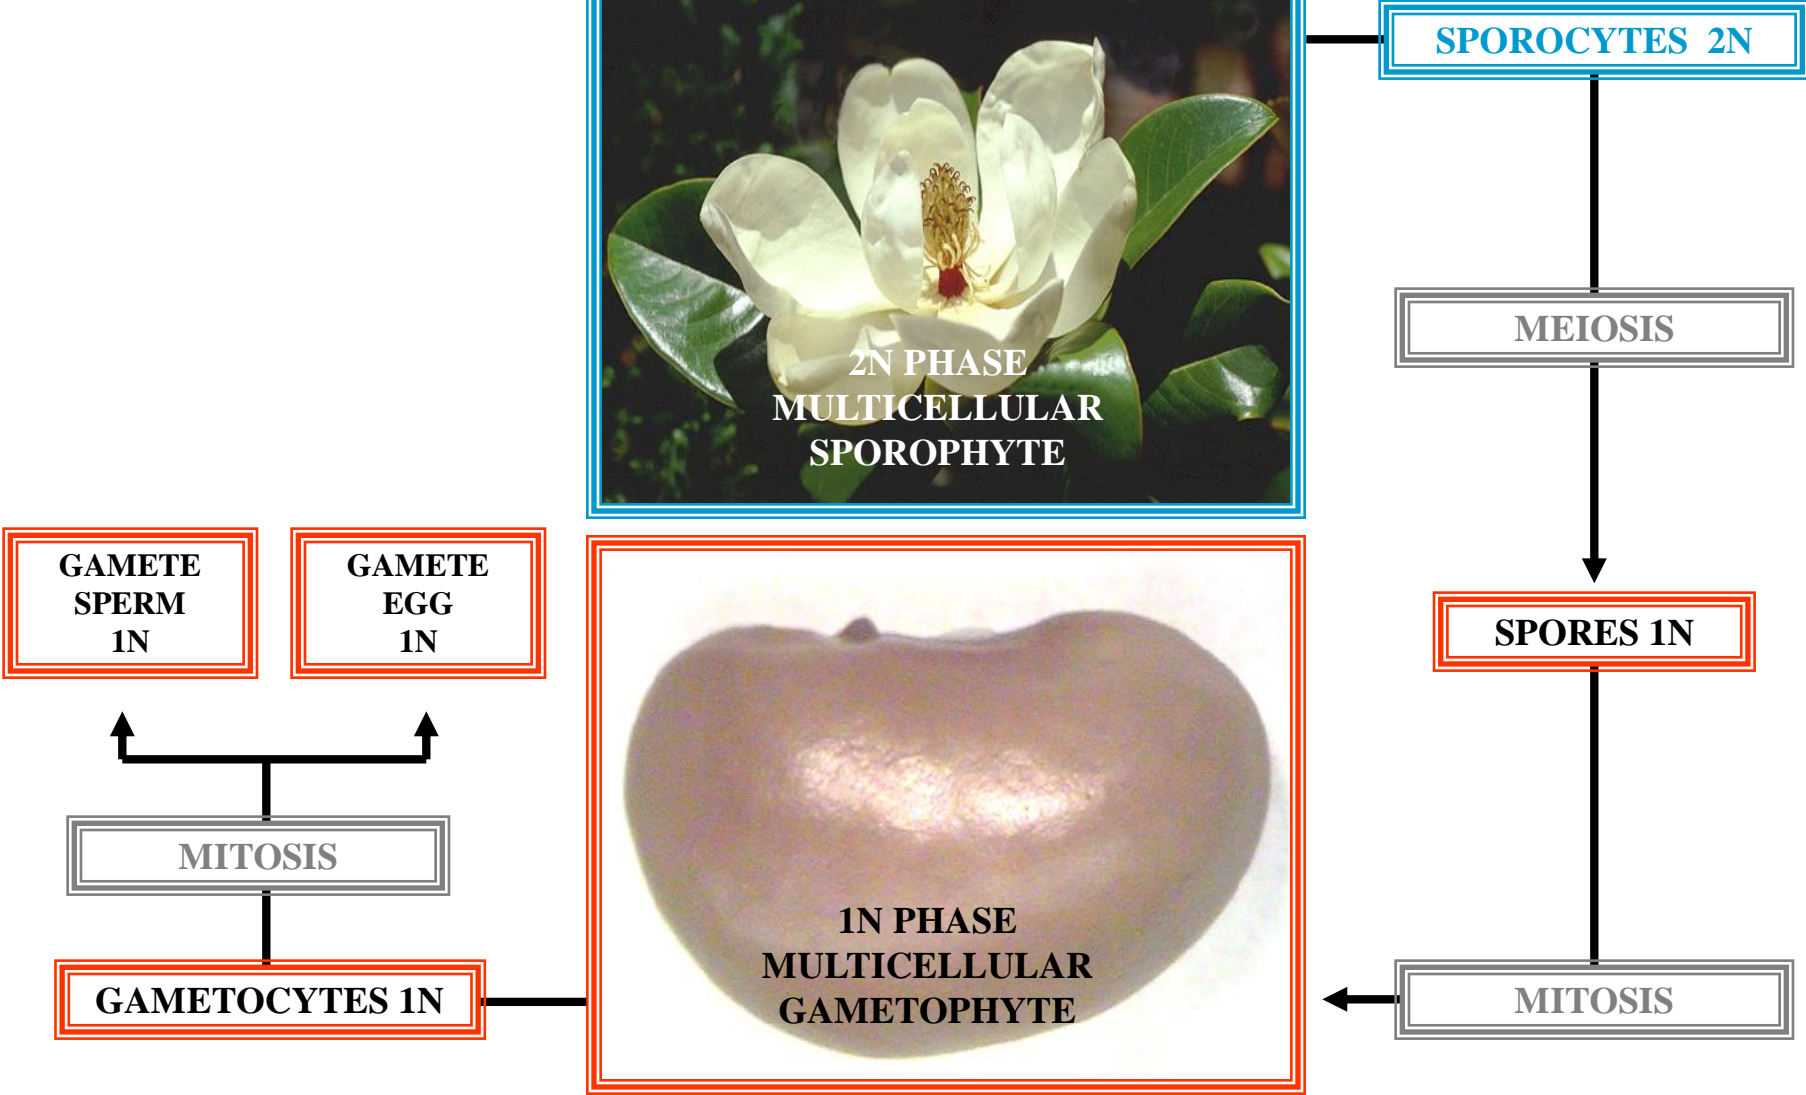 SPOROCYTES 2N
MEIOSIS
2N PHASE
MULTICELLULAR
SPOROPHYTE
GAMETE
SPERM
1N
GAMETE
EGG
1N
SPORES 1N
MITOSIS
1N PHASE
MULTICELLULAR
GAMETOPHYTE
GAMETOCYTES 1N
MITOSIS